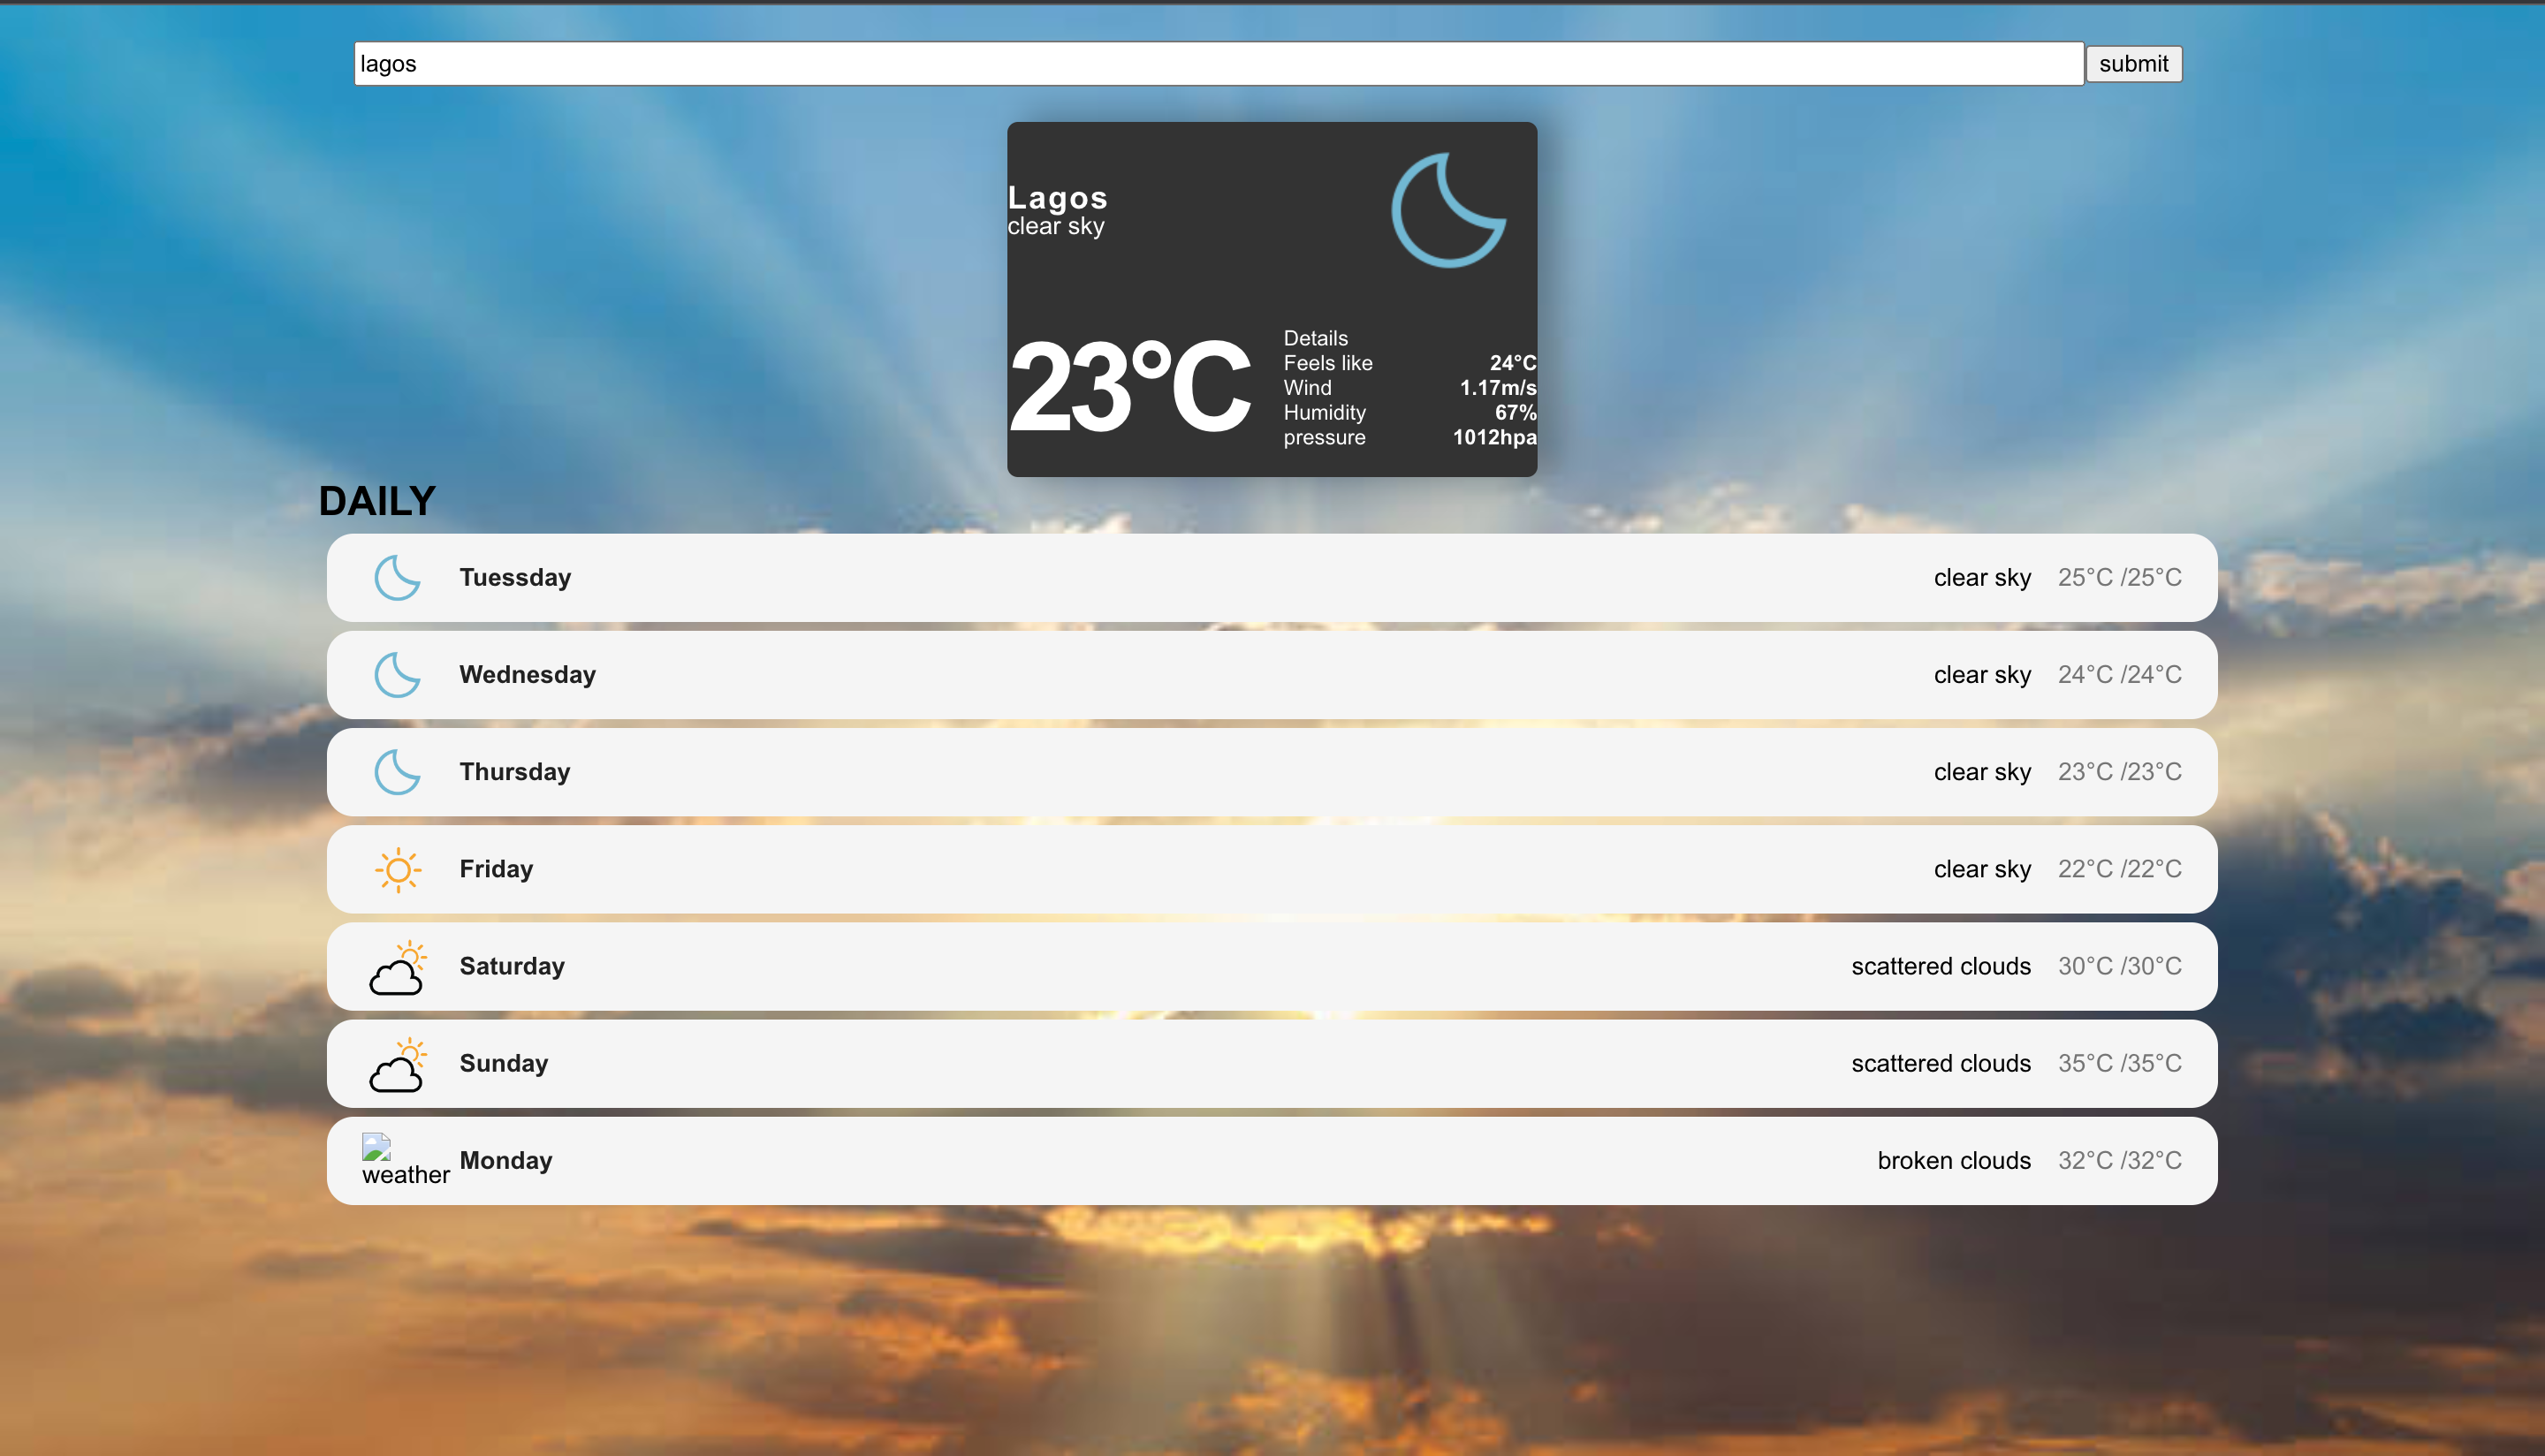 lagos submit
Lagos
clear sky
23°C
Details
Feels like 24°C
Wind 1.17m/s
Humidity 67%
pressure 1012hpa
DAILY
Tuessday clear sky 25°C /25°C
Wednesday clear sky 24°C /24°C
Thursday clear sky 23°C /23°C
Friday clear sky 22°C /22°C
Saturday scattered clouds 30°C /30°C
Sunday scattered clouds 35°C /35°C
weather Monday broken clouds 32°C /32°C